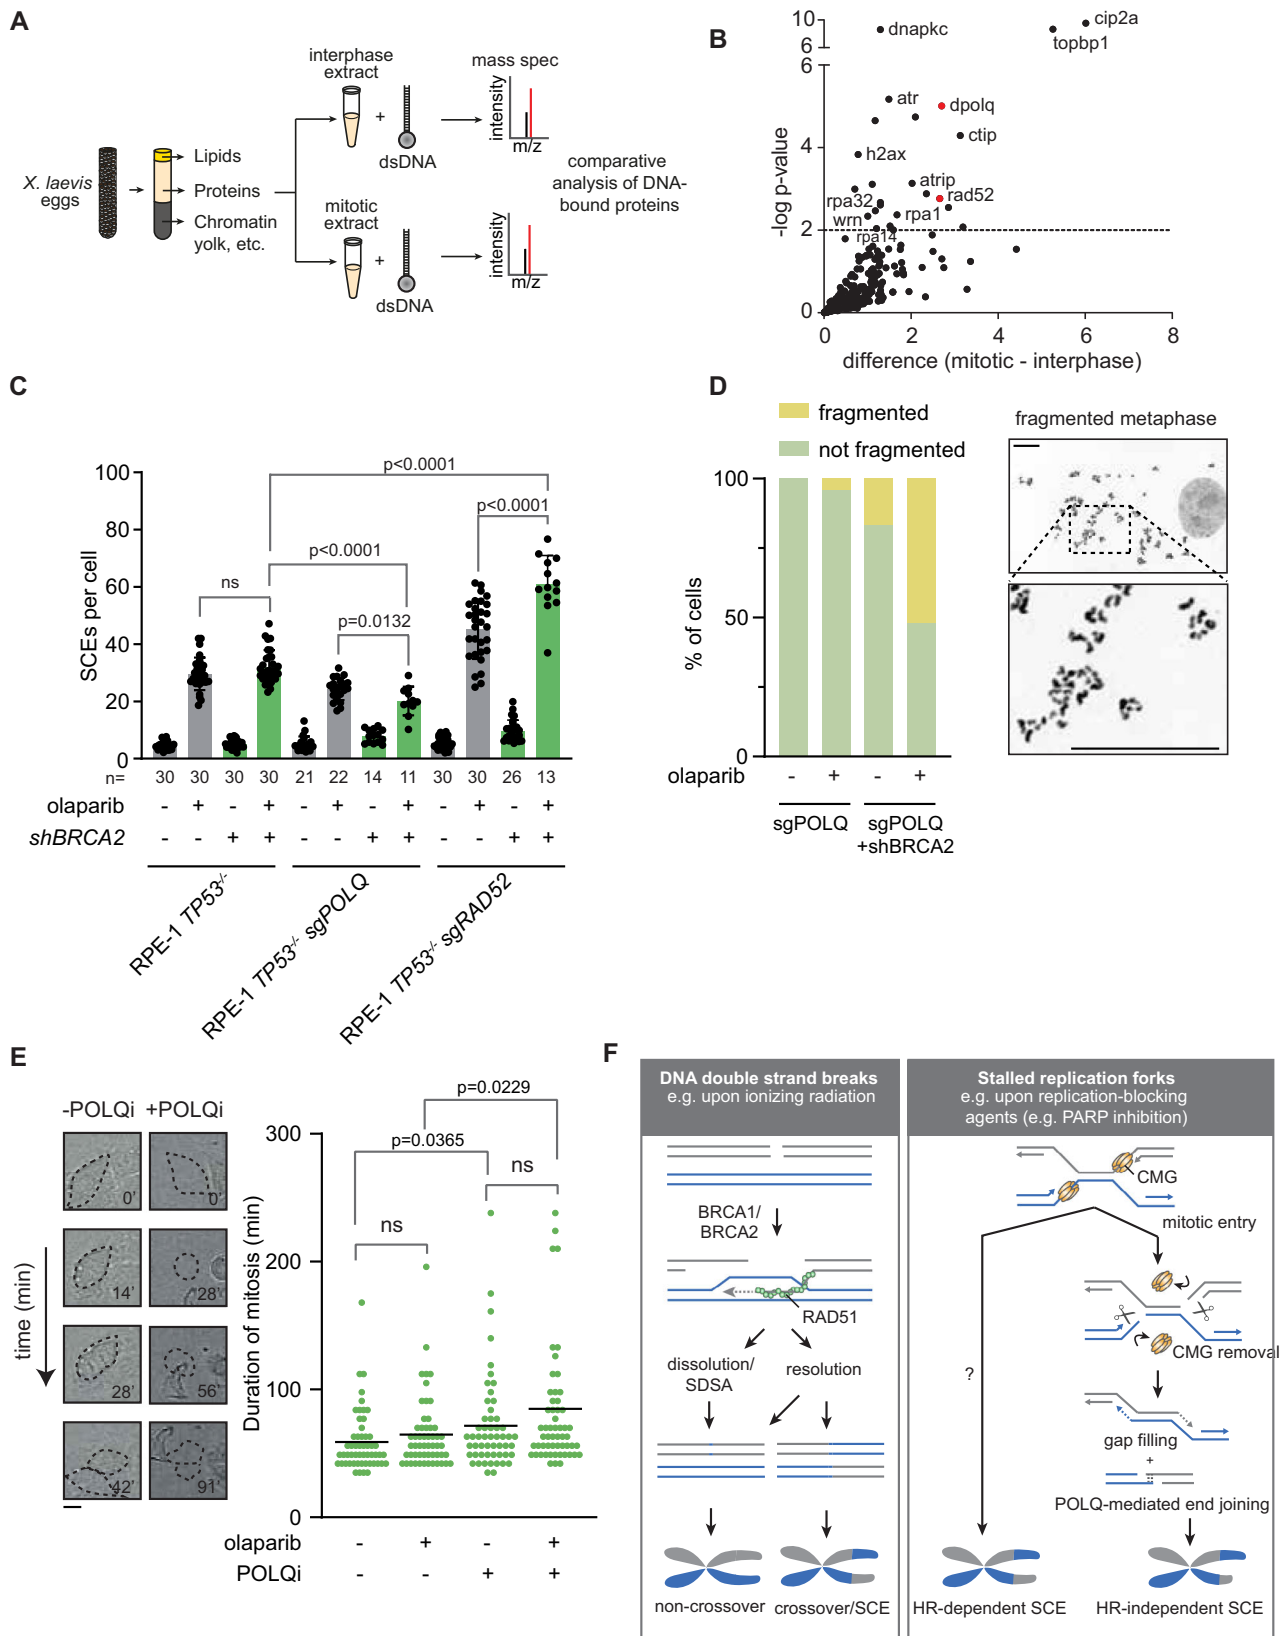 A
X. laevis
eggs
Lipids
Proteins
Chromatin
yolk, etc.
interphase
extract
+
dsDNA
mass spec
intensity
m/z
mitotic
extract
+
dsDNA
intensity
m/z
comparative
analysis of DNA-
bound proteins
B
-log p-value
10
6
6
4
2
0
0 2 4 6 8
difference (mitotic - interphase)
dnapkc
cip2a
topbp1
atr
dpolq
ctip
h2ax
atrip
rad52
rpa32
rpa1
wrn
rpa14
C
SCEs per cell
100
80
60
40
20
0
p<0.0001
p<0.0001
p<0.0001
ns
p=0.0132
n= 30 30 30 30 21 22 14 11 30 30 26 13
olaparib - + - + - + - + - + - +
shBRCA2 - - + + - - + + - - + +
RPE-1 TP53-/-
RPE-1 TP53-/- sgPOLQ
RPE-1 TP53-/- sgRAD52
D
fragmented
not fragmented
% of cells
100
50
0
olaparib - + - +
sgPOLQ
sgPOLQ
+shBRCA2
fragmented metaphase
E
-POLQi +POLQi
time (min)
0' 0'
14' 28'
28' 56'
42' 91'
Duration of mitosis (min)
300
200
100
0
p=0.0229
p=0.0365
ns
ns
olaparib - + - +
POLQi - - + +
F
DNA double strand breaks
e.g. upon ionizing radiation
BRCA1/
BRCA2
RAD51
dissolution/
SDSA
resolution
non-crossover
crossover/SCE
Stalled replication forks
e.g. upon replication-blocking
agents (e.g. PARP inhibition)
CMG
mitotic entry
?
CMG removal
gap filling
+
POLQ-mediated end joining
HR-dependent SCE
HR-independent SCE